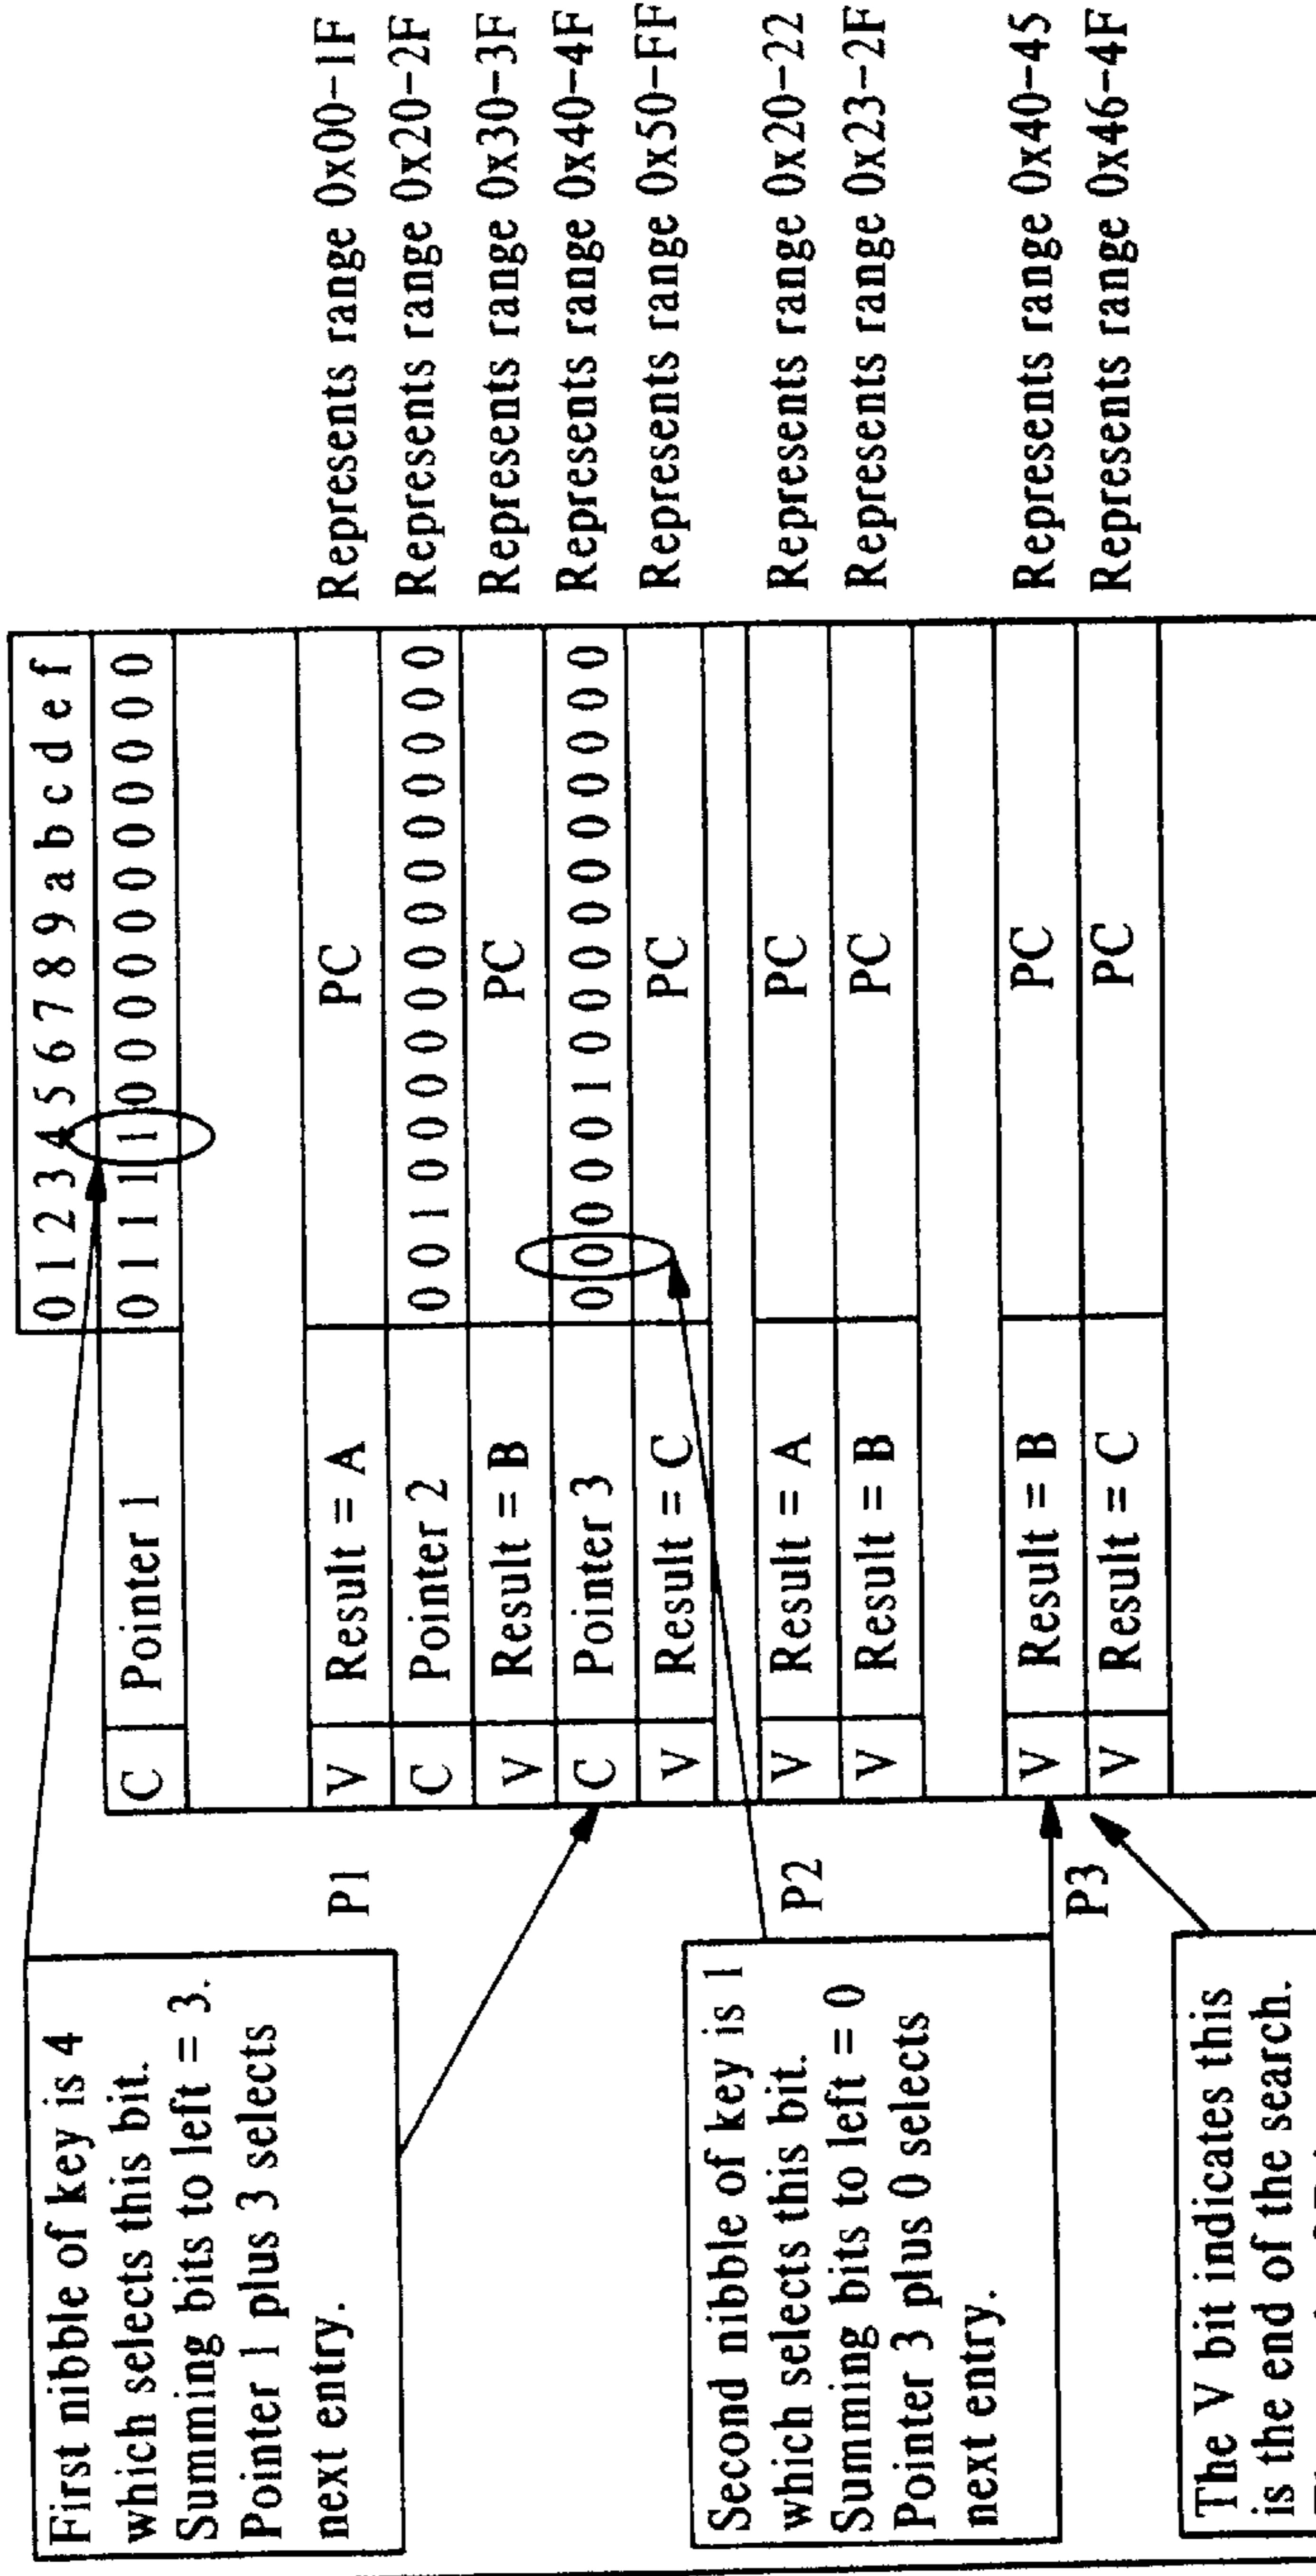 0 1 2 3 4 5 6 7 8 9 a b c d e f
C Pointer 1 0 1 1 1 1 0 0 0 0 0 0 0 0 0 0 0
First nibble of key is 4
which selects this bit.
Summing bits to left = 3.
Pointer 1 plus 3 selects
next entry.
P1
V Result = A PC Represents range 0x00-1F
C Pointer 2 0 0 1 0 0 0 0 0 0 0 0 0 0 0 0 0 Represents range 0x20-2F
V Result = B PC Represents range 0x30-3F
C Pointer 3 0 0 0 0 0 1 0 0 0 0 0 0 0 0 0 0 Represents range 0x40-4F
V Result = C PC Represents range 0x50-FF
Second nibble of key is 1
which selects this bit.
Summing bits to left = 0
Pointer 3 plus 0 selects
next entry.
P2
V Result = A PC Represents range 0x20-22
V Result = B PC Represents range 0x23-2F
P3
V Result = B PC Represents range 0x40-45
V Result = C PC Represents range 0x46-4F
The V bit indicates this
is the end of the search.